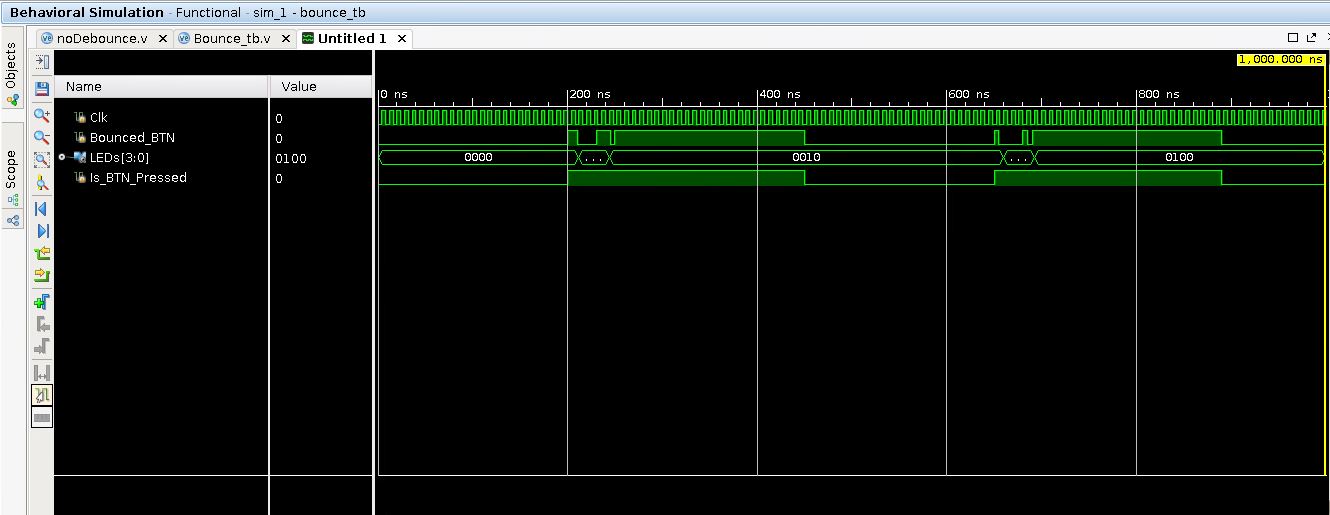 Behavioral Simulation - Functional - sim_1 - bounce_tb
noDebounce.v Bounce_tb.v Untitled 1
Objects
Scope
1,000.000 ns
Name Value
0 ns 200 ns 400 ns 600 ns 800 ns
Clk 0
Bounced_BTN 0
LEDs[3:0] 0100 0000 ... 0010 ... 0100
Is_BTN_Pressed 0